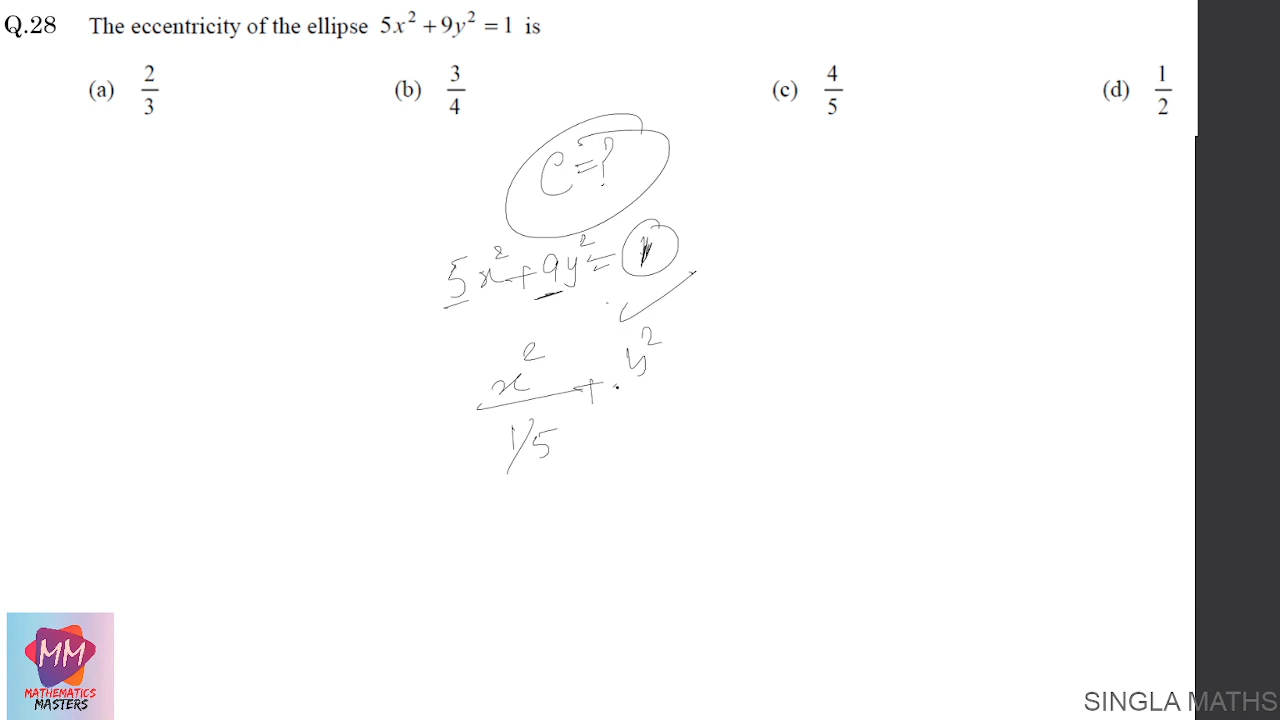 Q.28 The eccentricity of the ellipse 5x² + 9y² = 1 is
(a) 2/3 (b) 3/4 (c) 4/5 (d) 1/2
e = ?
5x² + 9y² = 1
x²/1/5 + y²
MM
MATHEMATICS
MASTERS
SINGLA MATHS